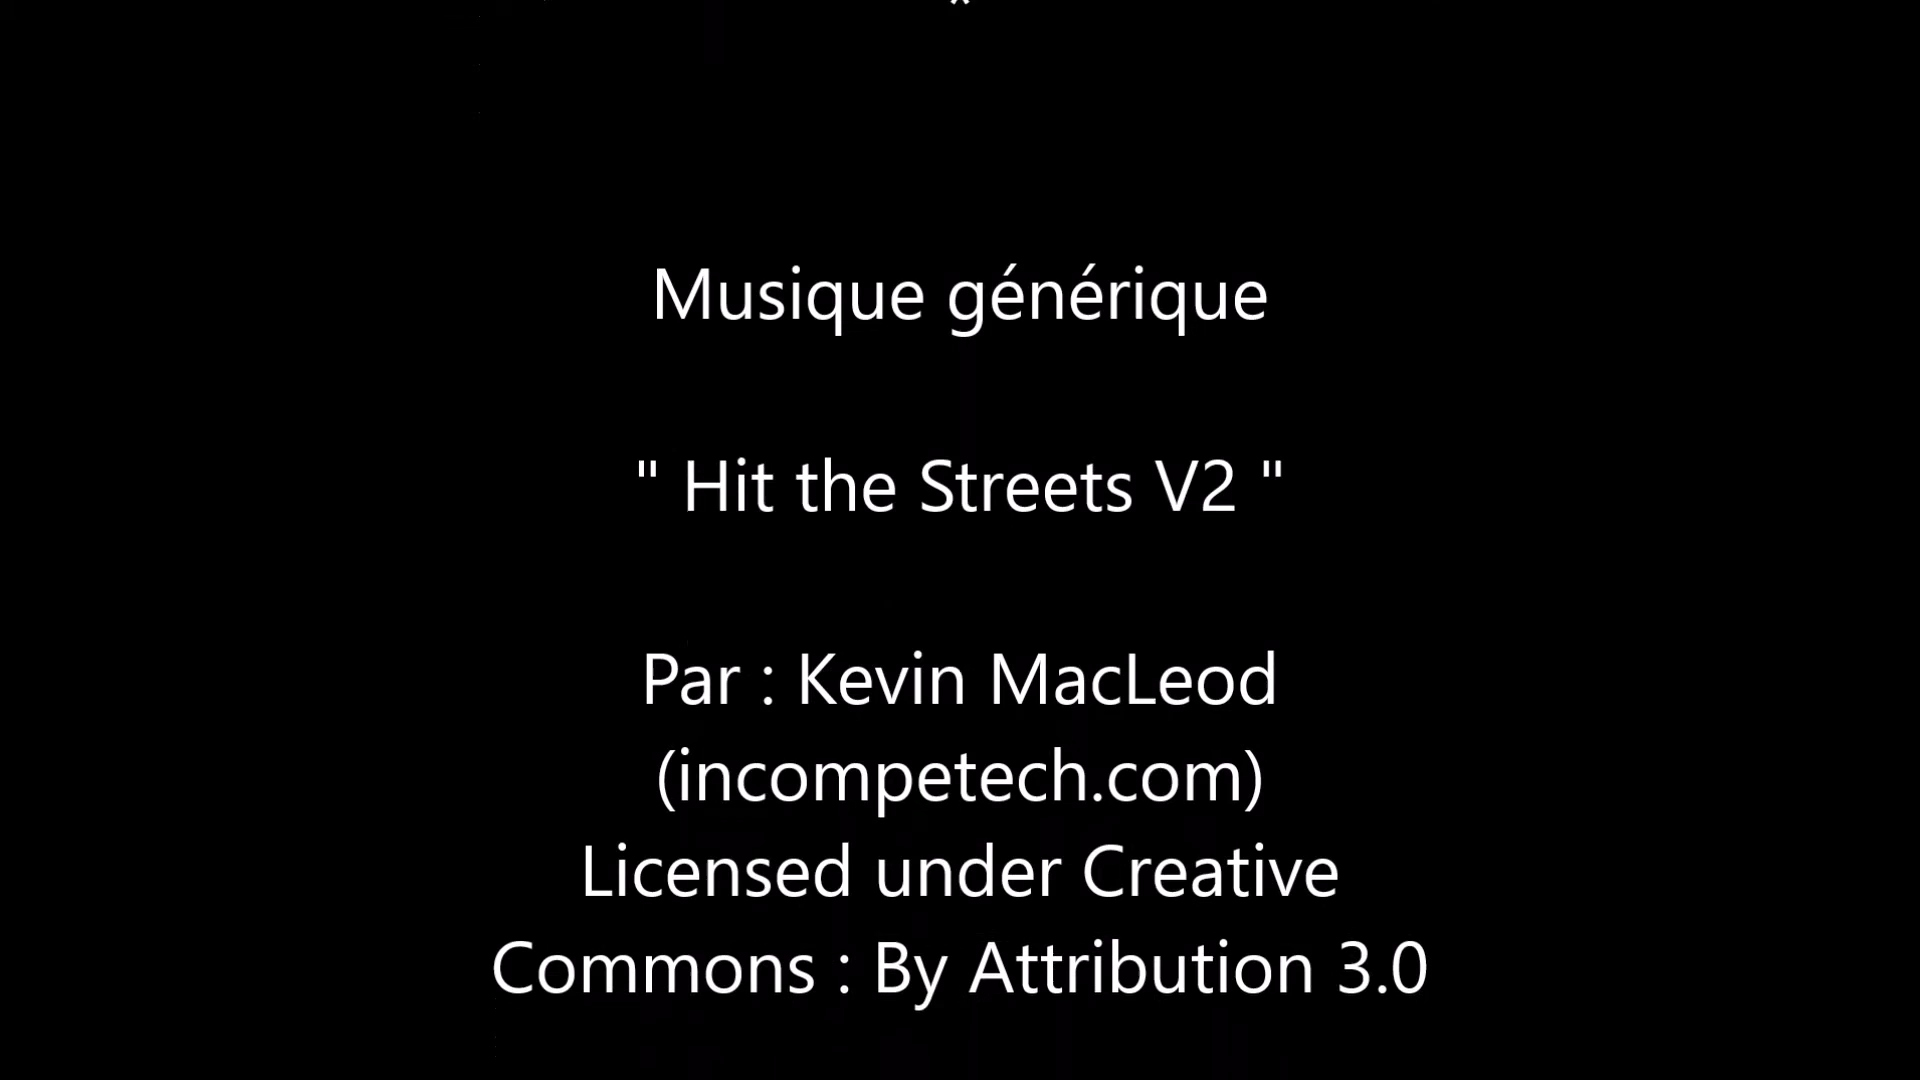 *
Musique générique
" Hit the Streets V2 "
Par : Kevin MacLeod
(incompetech.com)
Licensed under Creative
Commons : By Attribution 3.0